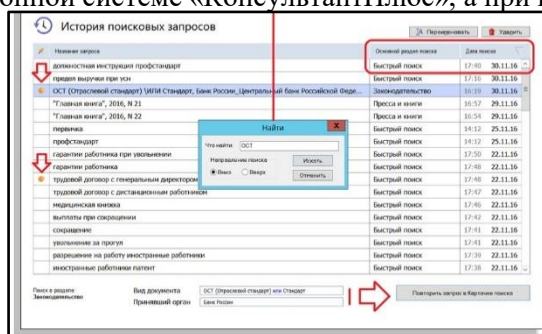 онной системе «КонсультантПлюс», а при
История поисковых запросов
Переименовать
Удалить
Название запроса Основной раздел поиска Дата поиска
должностная инструкция профстандарт Быстрый поиск 17:40 30.11.16
предел выручки при усн Быстрый поиск 17:16 30.11.16
ОСТ (Отраслевой стандарт) \ИЛИ Стандарт, Банк России_Центральный банк Российской Феде... Законодательство 16:19 30.11.16
"Главная книга", 2016, N 21 Пресса и книги 16:57 29.11.16
"Главная книга", 2016, N 22 Пресса и книги 16:54 29.11.16
первичка Быстрый поиск 14:12 25.11.16
профстандарт Быстрый поиск 14:12 25.11.16
гарантии работника при увольнении Быстрый поиск 17:50 22.11.16
гарантии работника Быстрый поиск 17:48 22.11.16
трудовой договор с генеральным директором Быстрый поиск 17:48 22.11.16
трудовой договор с дистанционным работником Быстрый поиск 17:47 22.11.16
медицинская книжка Быстрый поиск 17:46 22.11.16
выплаты при сокращении Быстрый поиск 17:42 22.11.16
сокращение Быстрый поиск 17:41 22.11.16
увольнение за прогул Быстрый поиск 17:41 22.11.16
разрешение на работу иностранные работники Быстрый поиск 17:39 22.11.16
иностранные работники патент Быстрый поиск 17:38 22.11.16
Найти
Что найти: ОСТ
Направление поиска
Вниз Вверх
Искать
Отменить
Поиск в разделе
Законодательство
Вид документа ОСТ (Отраслевой стандарт) или Стандарт
Принявший орган Банк России
Повторить запрос в Карточке поиска